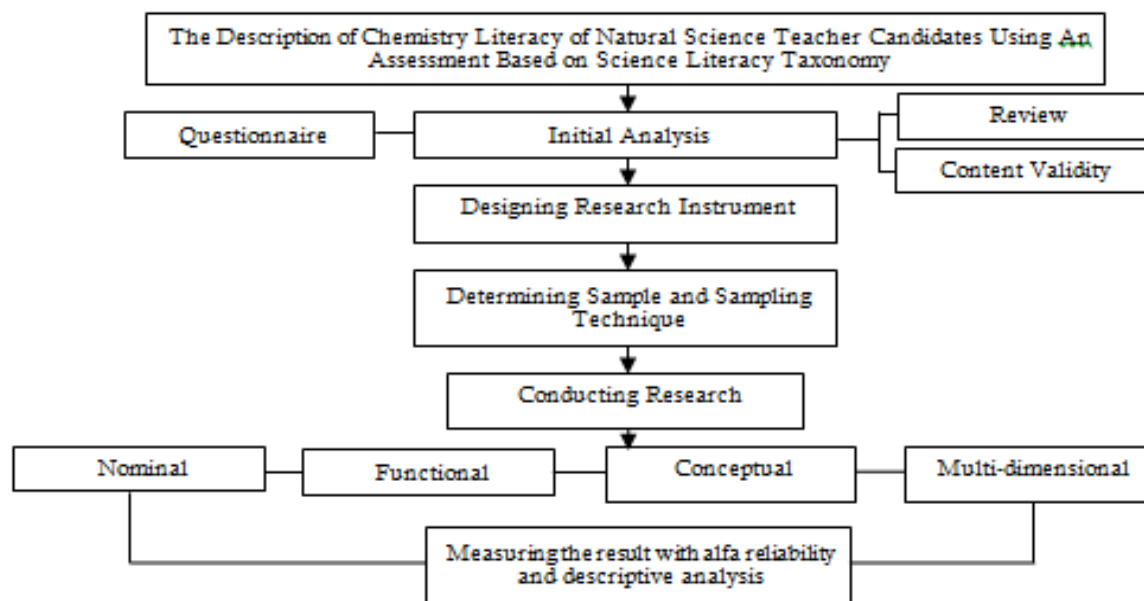 The Description of Chemistry Literacy of Natural Science Teacher Candidates Using An
Assessment Based on Science Literacy Taxonomy
Questionnaire
Initial Analysis
Review
Content Validity
Designing Research Instrument
Determining Sample and Sampling
Technique
Conducting Research
Nominal
Functional
Conceptual
Multi-dimensional
Measuring the result with alfa reliability
and descriptive analysis